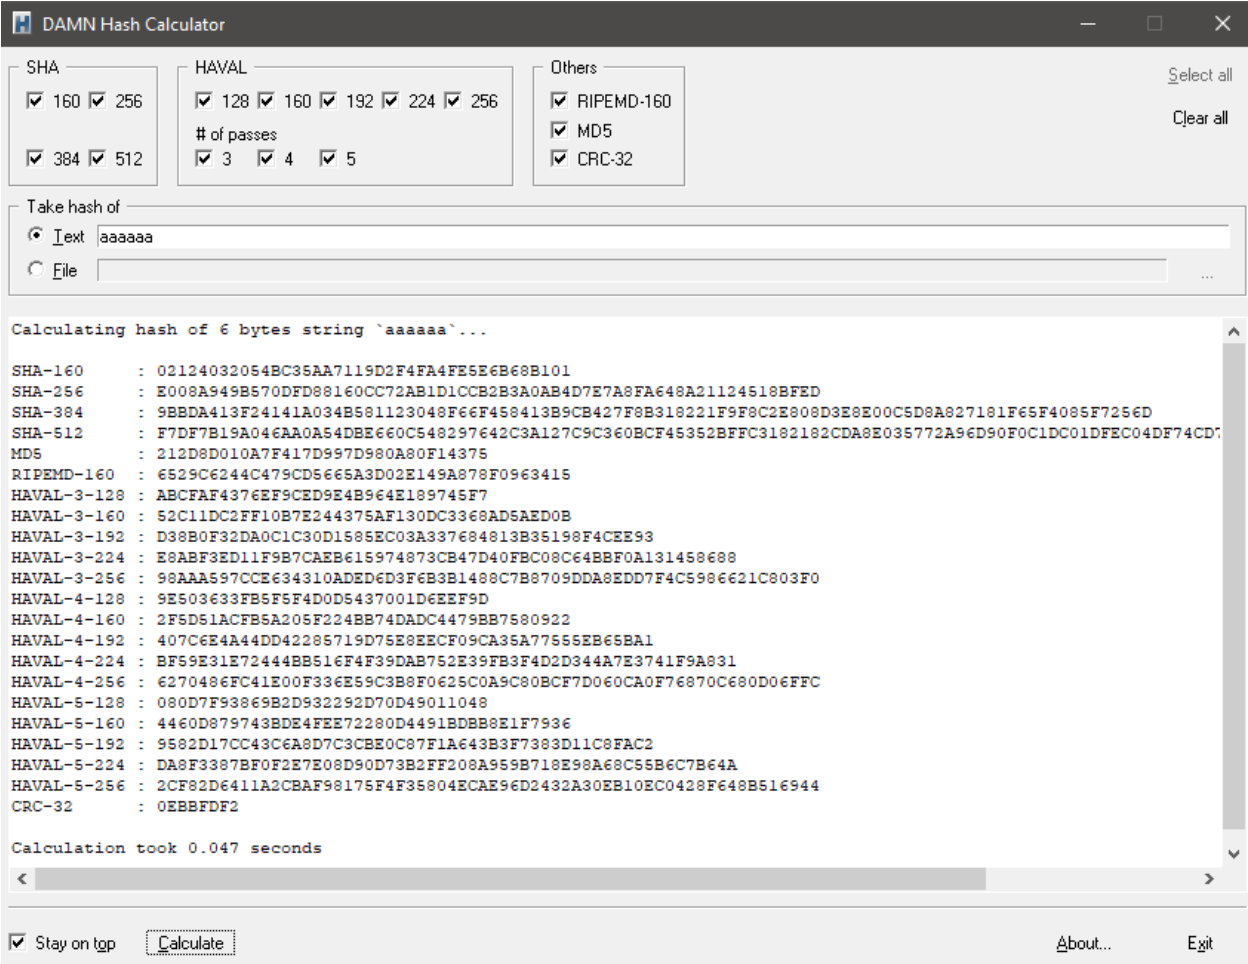 DAMN Hash Calculator
SHA
HAVAL
Others
Select all
160 256
128 160 192 224 256
RIPEMD-160
Clear all
# of passes
MD5
384 512
3 4 5
CRC-32
Take hash of
Text aaaaaa
File ...
Calculating hash of 6 bytes string `aaaaaa`...
SHA-160 : 02124032054BC35AA7119D2F4FA4FE5E6B68B101
SHA-256 : E008A949B570DFD88160CC72AB1D1CCB2B3A0AB4D7E7A8FA648A21124518BFED
SHA-384 : 9BBDA413F24141A034B581123048F66F458413B9CB427F8B318221F9F8C2E808D3E8E00C5D8A827181F65F4085F7256D
SHA-512 : F7DF7B19A046AA0A54DBE660C548297642C3A127C9C360BCF45352BFFC3182182CDA8E035772A96D90F0C1DC01DFEC04DF74CD7
MD5 : 212D8D010A7F417D997D980A80F14375
RIPEMD-160 : 6529C6244C479CD5665A3D02E149A878F0963415
HAVAL-3-128 : ABCFAF4376EF9CED9E4B964E189745F7
HAVAL-3-160 : 52C11DC2FF10B7E244375AF130DC3368AD5AED0B
HAVAL-3-192 : D38B0F32DA0C1C30D1585EC03A337684813B35198F4CEE93
HAVAL-3-224 : E8ABF3ED11F9B7CAEB615974873CB47D40FBC08C64BBF0A131458688
HAVAL-3-256 : 98AAA597CCE634310ADED6D3F6B3B1488C7B8709DDA8EDD7F4C5986621C803F0
HAVAL-4-128 : 9E503633FB5F5F4D0D5437001D6EEF9D
HAVAL-4-160 : 2F5D51ACFB5A205F224BB74DADC4479BB7580922
HAVAL-4-192 : 407C6E4A44DD42285719D75E8EECF09CA35A77555EB65BA1
HAVAL-4-224 : BF59E31E72444BB516F4F39DAB752E39FB3F4D2D344A7E3741F9A831
HAVAL-4-256 : 6270486FC41E00F336E59C3B8F0625C0A9C80BCF7D060CA0F76870C680D06FFC
HAVAL-5-128 : 080D7F93869B2D932292D70D49011048
HAVAL-5-160 : 4460D879743BDE4FEE72280D4491BDBB8E1F7936
HAVAL-5-192 : 9582D17CC43C6A8D7C3CBE0C87F1A643B3F7383D11C8FAC2
HAVAL-5-224 : DA8F3387BF0F2E7E08D90D73B2FF208A959B718E98A68C55B6C7B64A
HAVAL-5-256 : 2CF82D6411A2CBAF98175F4F35804ECAE96D2432A30EB10EC0428F648B516944
CRC-32 : 0EBBFDF2
Calculation took 0.047 seconds
Stay on top
Calculate
About...
Exit